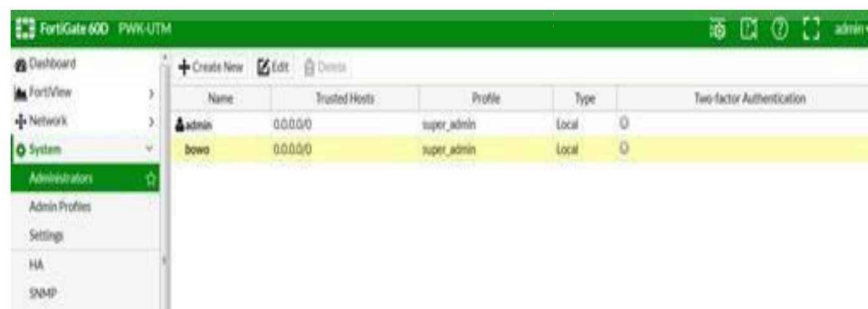 FortiGate 60D PWK-UTM admin
Dashboard
FortiView
Network
System
Administrators
Admin Profiles
Settings
HA
SNMP
Create New Edit Delete
Name Trusted Hosts Profile Type Two-factor Authentication
admin 0.0.0.0/0 super_admin Local
bowo 0.0.0.0/0 super_admin Local